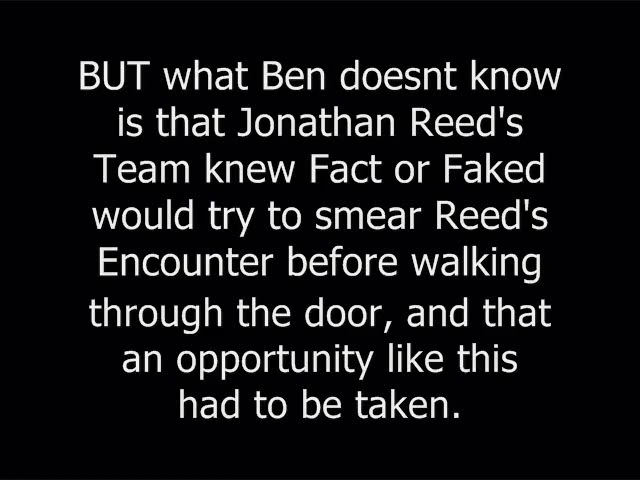 BUT what Ben doesnt know
is that Jonathan Reed's
Team knew Fact or Faked
would try to smear Reed's
Encounter before walking
through the door, and that
an opportunity like this
had to be taken.